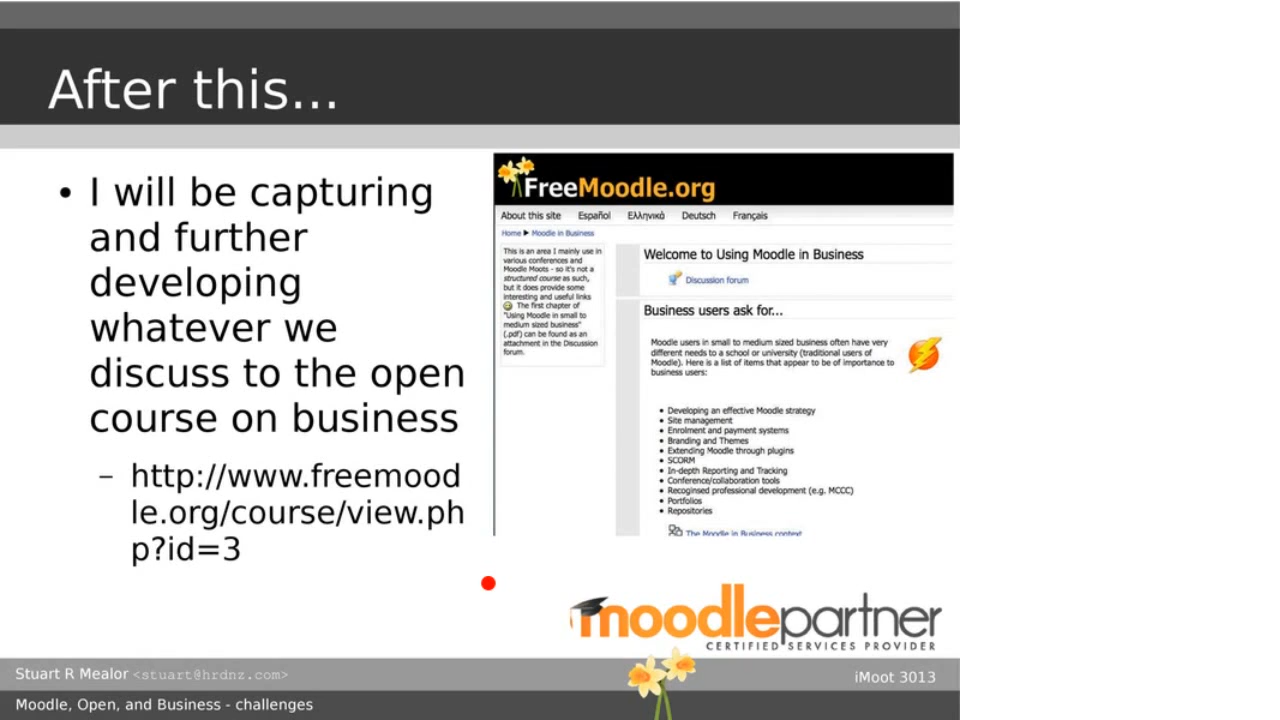 After this...
• I will be capturing
and further
developing
whatever we
discuss to the open
course on business
– http://www.freemood
le.org/course/view.ph
p?id=3
FreeMoodle.org
About this site Español Ελληνικά Deutsch Français
Home ► Moodle in Business
This is an area I mainly use in
various conferences and
Moodle Moots - so it's not a
structured course as such,
but it does provide some
interesting and useful links
The first chapter of
"Using Moodle in small to
medium sized business"
(.pdf) can be found as an
attachment in the Discussion
forum.
Welcome to Using Moodle in Business
Discussion forum
Business users ask for...
Moodle users in small to medium sized business often have very
different needs to a school or university (traditional users of
Moodle). Here is a list of items that appear to be of importance to
business users:
• Developing an effective Moodle strategy
• Site management
• Enrolment and payment systems
• Branding and Themes
• Extending Moodle through plugins
• SCORM
• In-depth Reporting and Tracking
• Conference/collaboration tools
• Recoginsed professional development (e.g. MCCC)
• Portfolios
• Repositories
The Moodle in Business context
moodlepartner
CERTIFIED SERVICES PROVIDER
Stuart R Mealor <stuart@hrdnz.com>
iMoot 3013
Moodle, Open, and Business - challenges